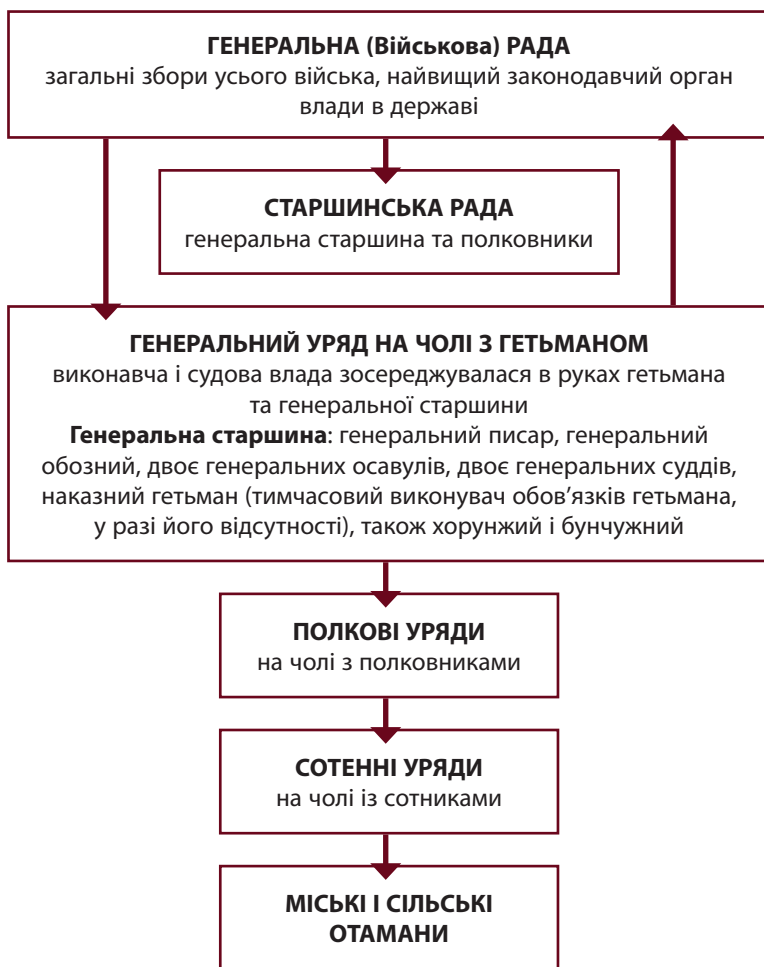 ГЕНЕРАЛЬНА (Військова) РАДА
загальні збори усього війська, найвищий законодавчий орган
влади в державі
СТАРШИНСЬКА РАДА
генеральна старшина та полковники
ГЕНЕРАЛЬНИЙ УРЯД НА ЧОЛІ З ГЕТЬМАНОМ
виконавча і судова влада зосереджувалася в руках гетьмана
та генеральної старшини
Генеральна старшина: генеральний писар, генеральний
обозний, двоє генеральних осавулів, двоє генеральних суддів,
наказний гетьман (тимчасовий виконувач обов’язків гетьмана,
у разі його відсутності), також хорунжий і бунчужний
ПОЛКОВІ УРЯДИ
на чолі з полковниками
СОТЕННІ УРЯДИ
на чолі із сотниками
МІСЬКІ І СІЛЬСЬКІ
ОТАМАНИ